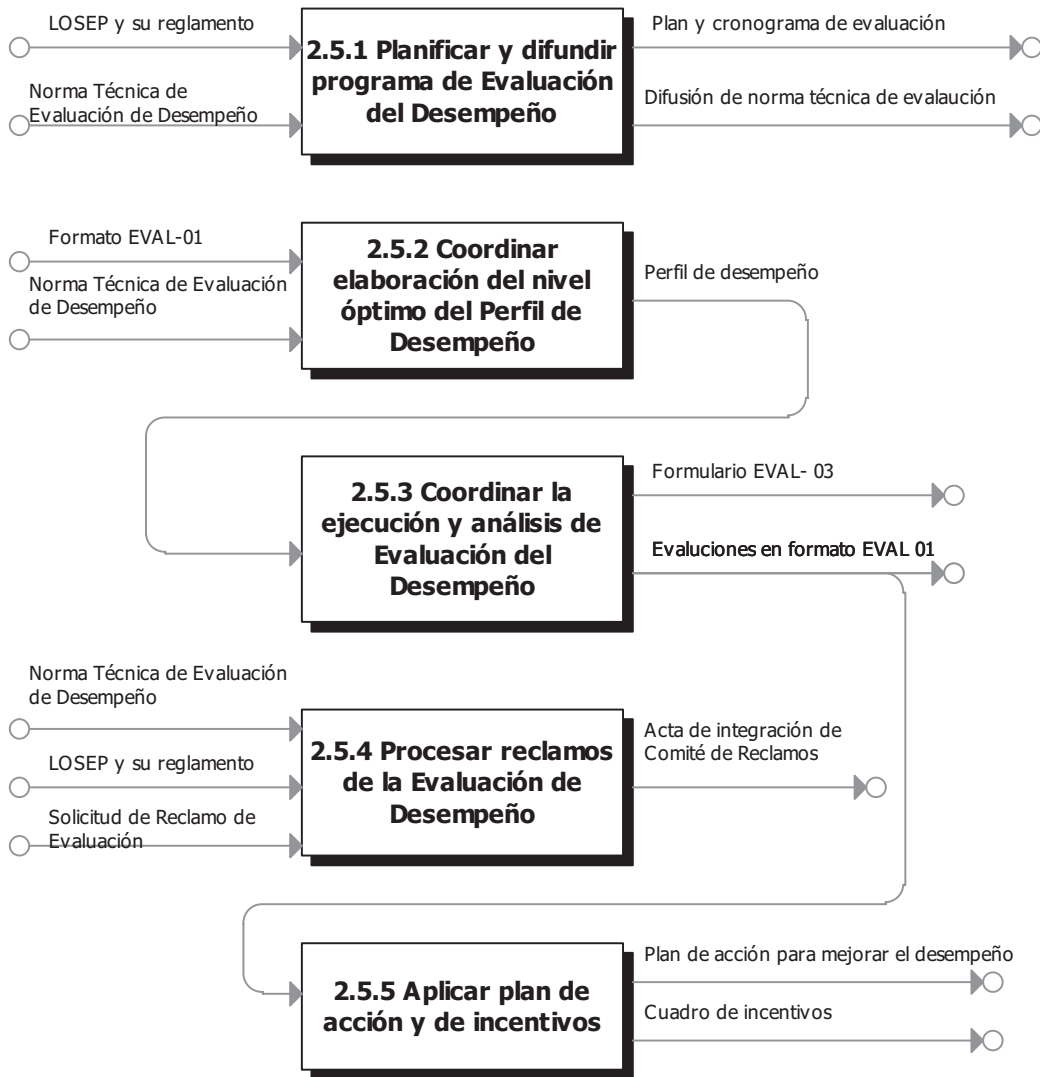 LOSEP y su reglamento
Norma Técnica de
Evaluación de Desempeño
2.5.1 Planificar y difundir
programa de Evaluación
del Desempeño
Plan y cronograma de evaluación
Difusión de norma técnica de evalaución
Formato EVAL-01
Norma Técnica de Evaluación
de Desempeño
2.5.2 Coordinar
elaboración del nivel
óptimo del Perfil de
Desempeño
Perfil de desempeño
2.5.3 Coordinar la
ejecución y análisis de
Evaluación del
Desempeño
Formulario EVAL- 03
Evaluciones en formato EVAL 01
Norma Técnica de Evaluación
de Desempeño
LOSEP y su reglamento
Solicitud de Reclamo de
Evaluación
2.5.4 Procesar reclamos
de la Evaluación de
Desempeño
Acta de integración de
Comité de Reclamos
2.5.5 Aplicar plan de
acción y de incentivos
Plan de acción para mejorar el desempeño
Cuadro de incentivos